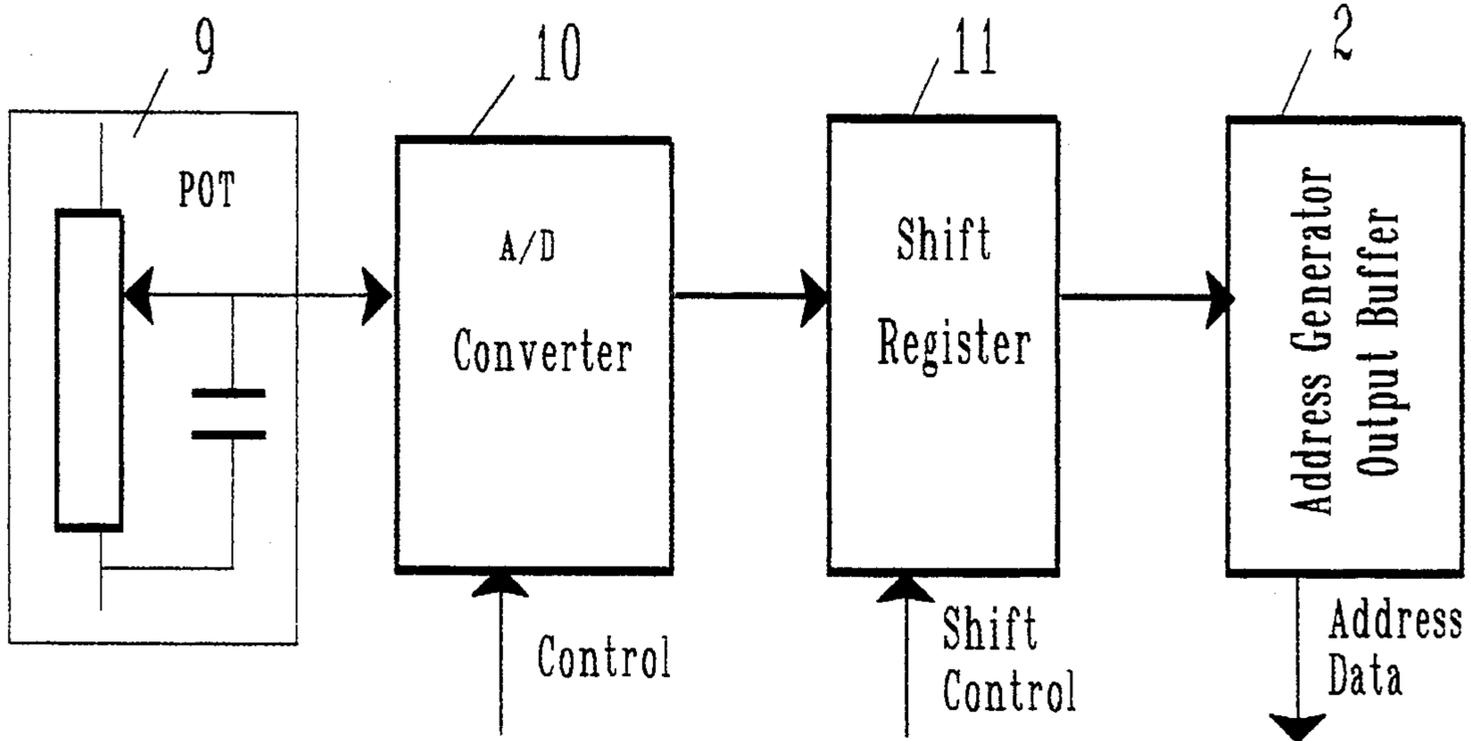 9
10
11
2
POT
A/D
Converter
Shift
Register
Address Generator
Output Buffer
Control
Shift
Control
Address
Data